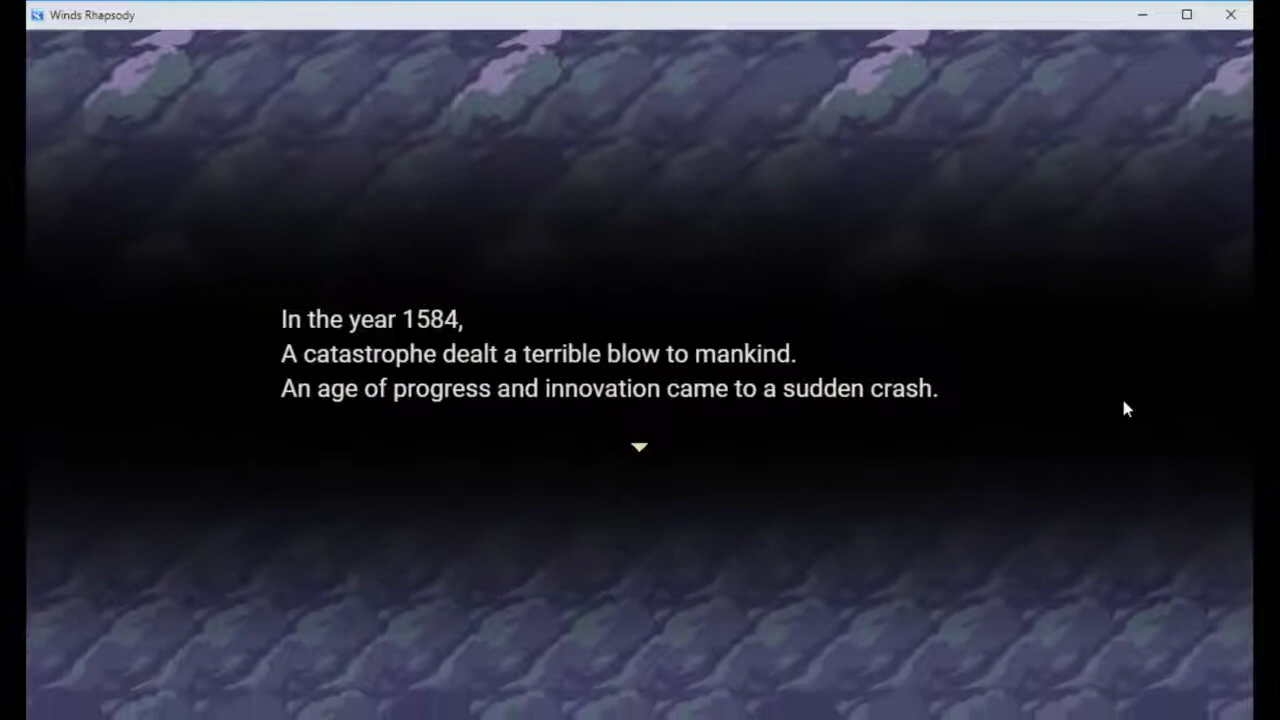 Winds Rhapsody
In the year 1584,
A catastrophe dealt a terrible blow to mankind.
An age of progress and innovation came to a sudden crash.